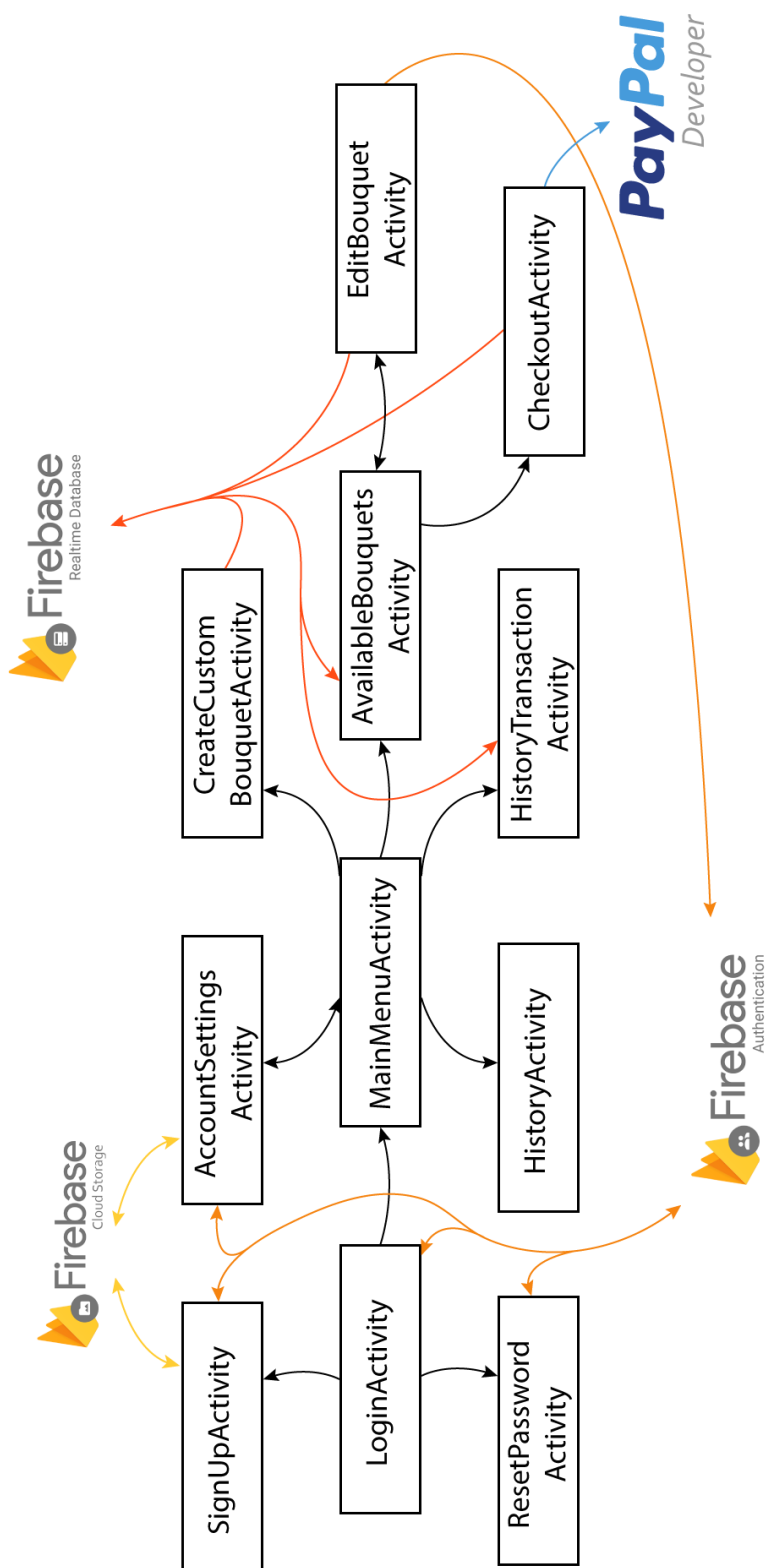 Firebase
Cloud Storage
Firebase
Realtime Database
SignUpActivity
AccountSettings
Activity
CreateCustom
BouquetActivity
LoginActivity
MainMenuActivity
AvailableBouquets
Activity
EditBouquet
Activity
ResetPassword
Activity
HistoryActivity
HistoryTransaction
Activity
CheckoutActivity
PayPal
Developer
Firebase
Authentication